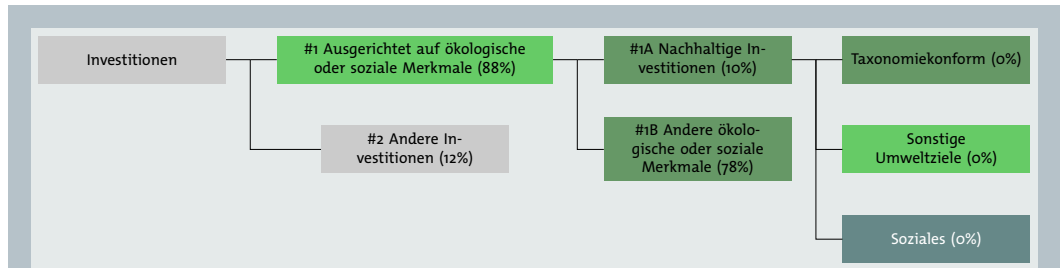 Investitionen
#1 Ausgerichtet auf ökologische
oder soziale Merkmale (88%)
#1A Nachhaltige In-
vestitionen (10%)
Taxonomiekonform (0%)
#2 Andere In-
vestitionen (12%)
#1B Andere ökolo-
gische oder soziale
Merkmale (78%)
Sonstige
Umweltziele (0%)
Soziales (0%)